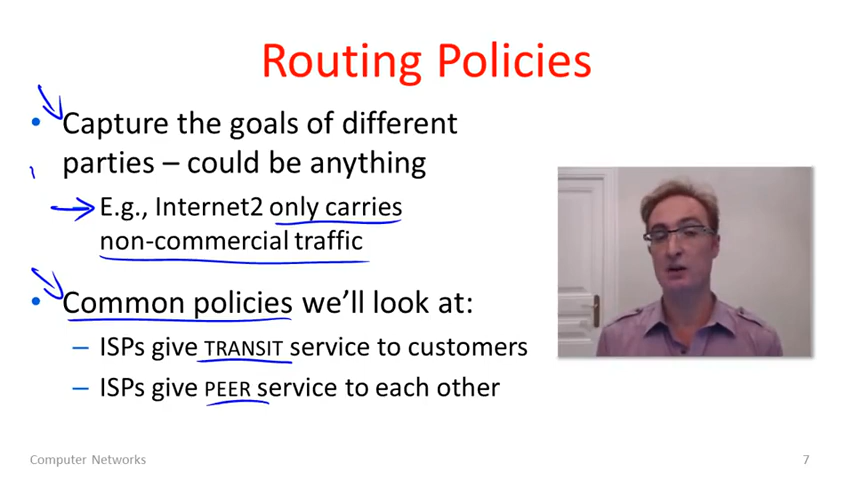 Routing Policies
• Capture the goals of different
parties – could be anything
E.g., Internet2 only carries
non-commercial traffic
• Common policies we'll look at:
– ISPs give TRANSIT service to customers
– ISPs give PEER service to each other
Computer Networks
7